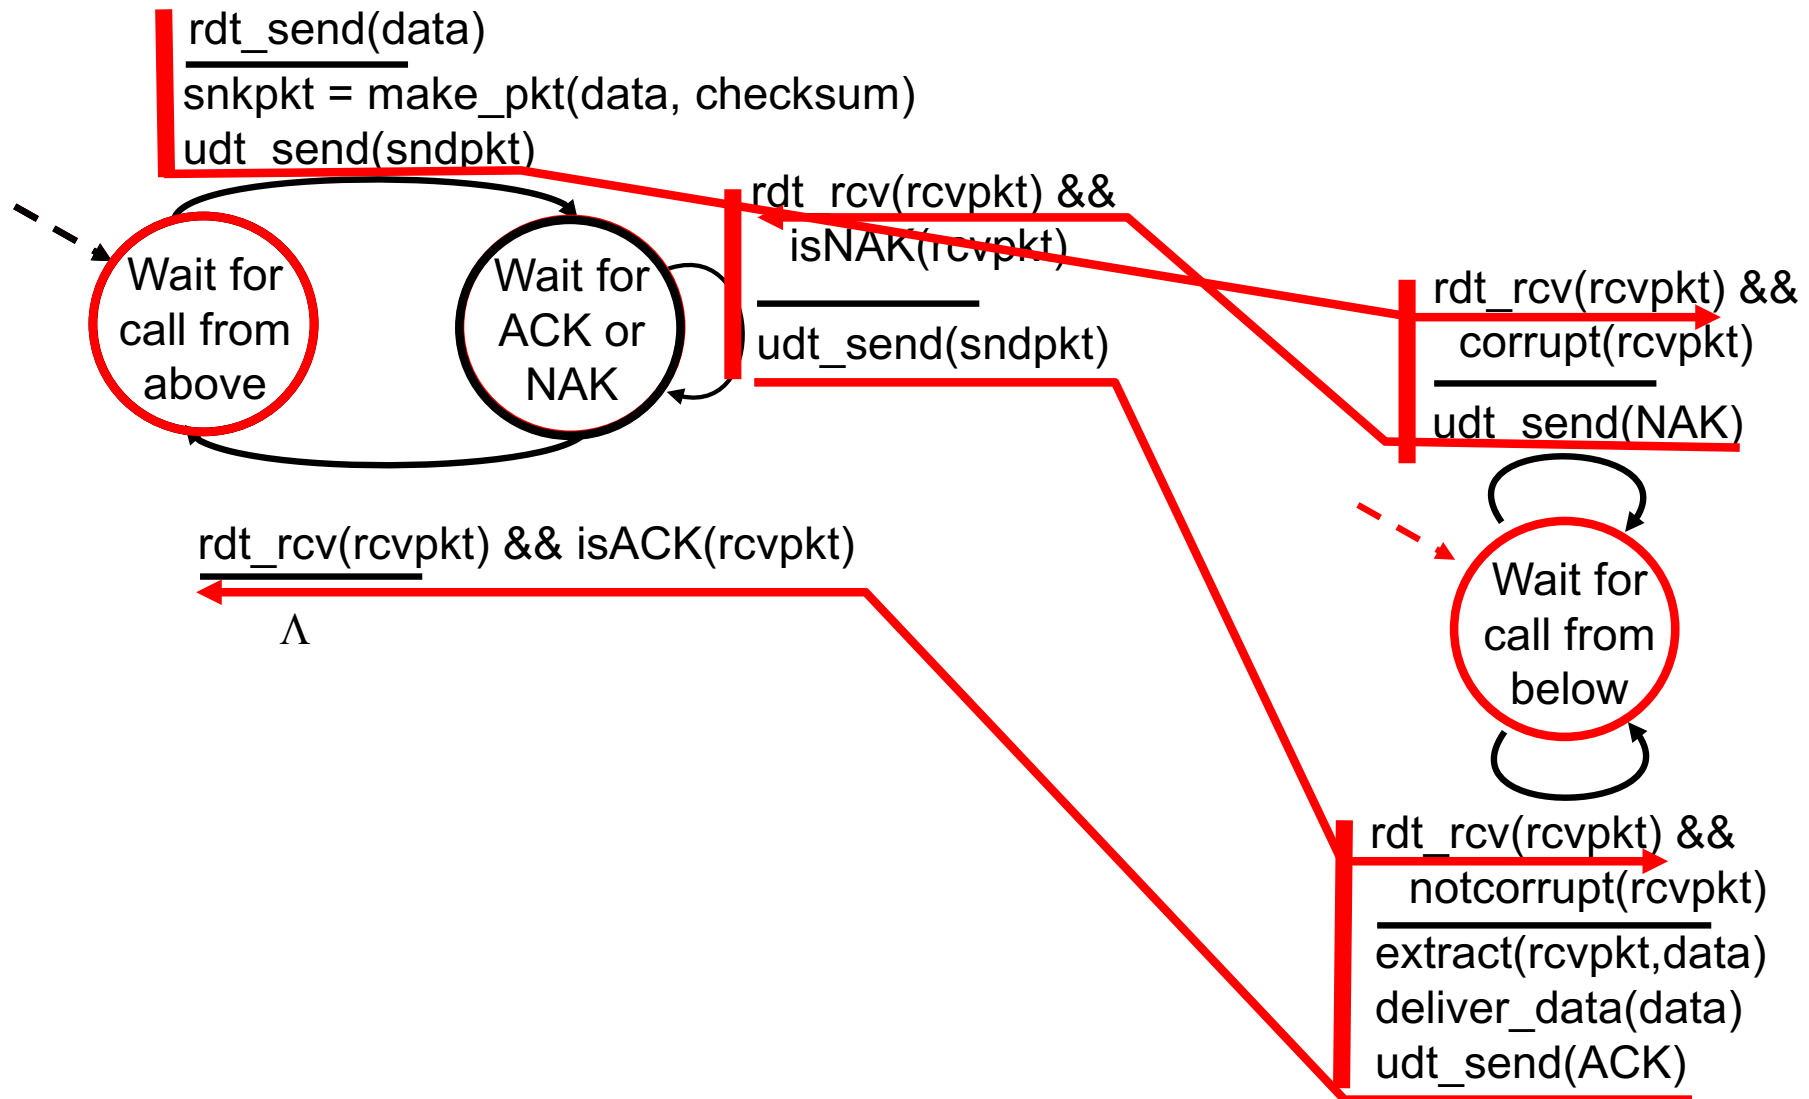 rdt_send(data)
snkpkt = make_pkt(data, checksum)
udt_send(sndpkt)
Wait for
call from
above
Wait for
ACK or
NAK
rdt_rcv(rcvpkt) &&
isNAK(rcvpkt)
udt_send(sndpkt)
rdt_rcv(rcvpkt) && isACK(rcvpkt)
Λ
rdt_rcv(rcvpkt) &&
corrupt(rcvpkt)
udt_send(NAK)
Wait for
call from
below
rdt_rcv(rcvpkt) &&
notcorrupt(rcvpkt)
extract(rcvpkt,data)
deliver_data(data)
udt_send(ACK)